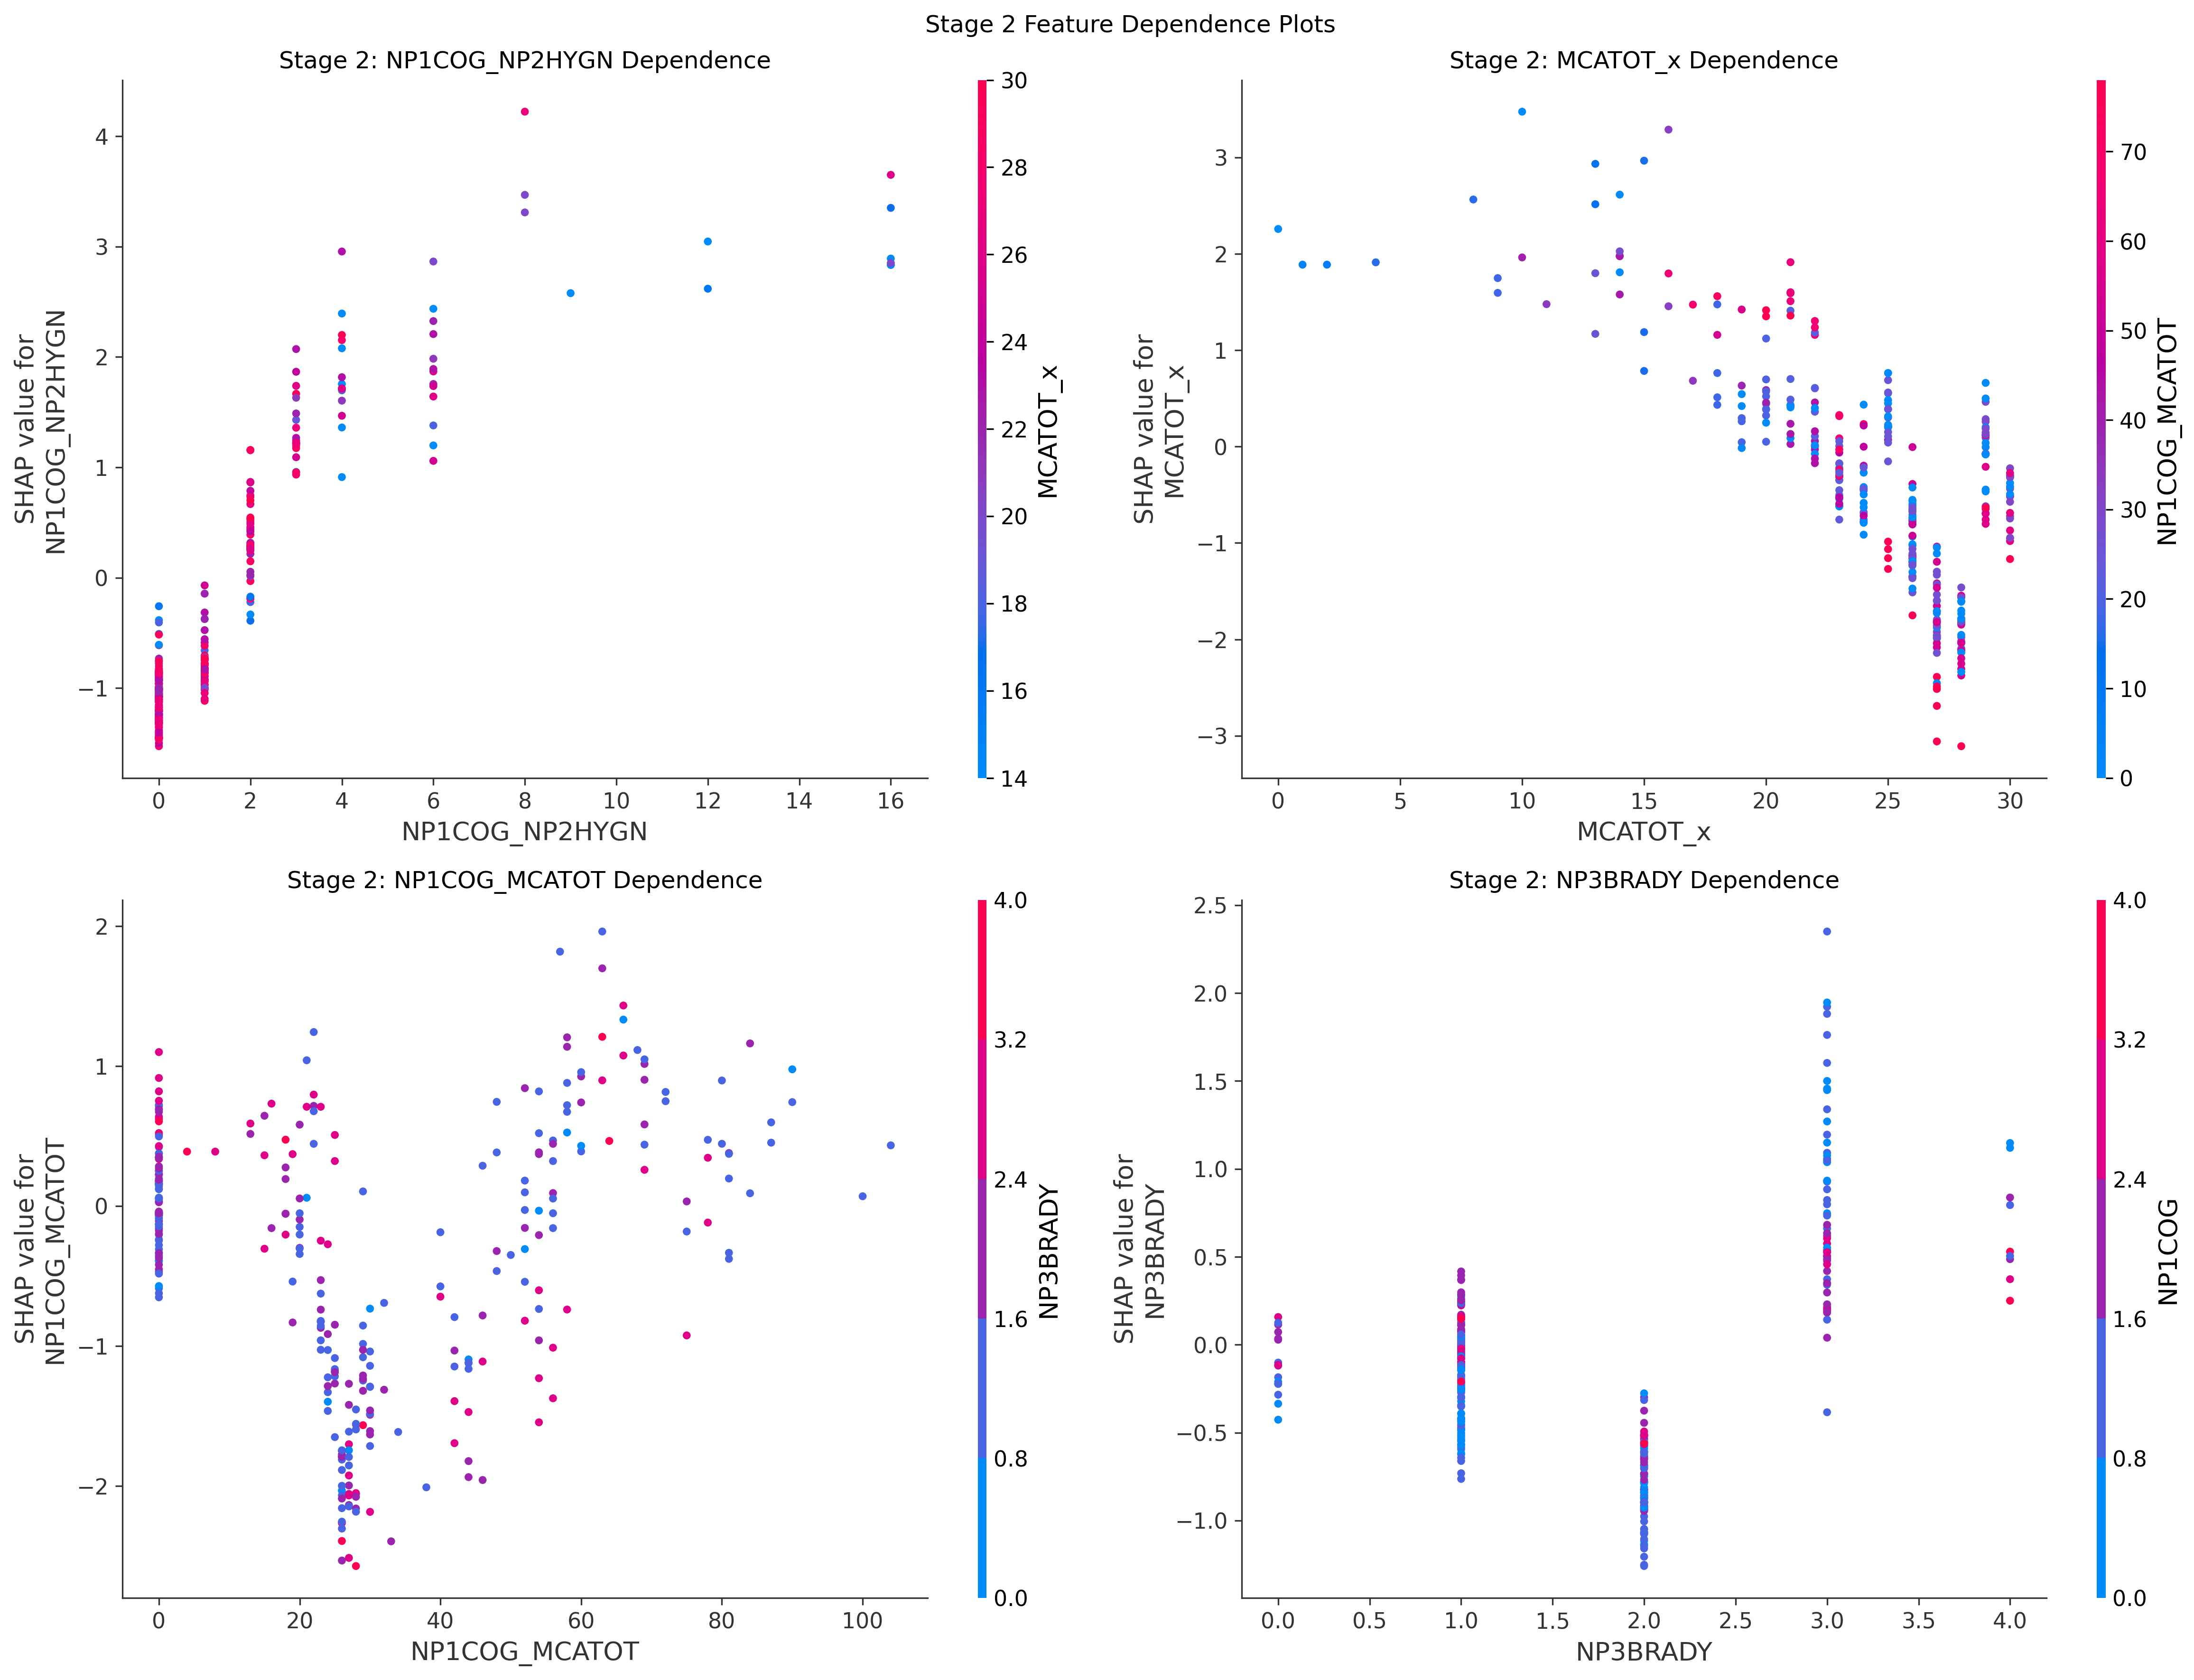 Stage 2 Feature Dependence Plots
Stage 2: NP1COG_NP2HYGN Dependence
4
3
2
1
0
−1
SHAP value for
NP1COG_NP2HYGN
0 2 4 6 8 10 12 14 16
NP1COG_NP2HYGN
30
28
26
24
22
20
18
16
14
MCATOT_x
Stage 2: MCATOT_x Dependence
3
2
1
0
−1
−2
−3
SHAP value for
MCATOT_x
0 5 10 15 20 25 30
MCATOT_x
70
60
50
40
30
20
10
0
NP1COG_MCATOT
Stage 2: NP1COG_MCATOT Dependence
2
1
0
−1
−2
SHAP value for
NP1COG_MCATOT
0 20 40 60 80 100
NP1COG_MCATOT
4.0
3.2
2.4
1.6
0.8
0.0
NP3BRADY
Stage 2: NP3BRADY Dependence
2.5
2.0
1.5
1.0
0.5
0.0
−0.5
−1.0
SHAP value for
NP3BRADY
0.0 0.5 1.0 1.5 2.0 2.5 3.0 3.5 4.0
NP3BRADY
4.0
3.2
2.4
1.6
0.8
0.0
NP1COG